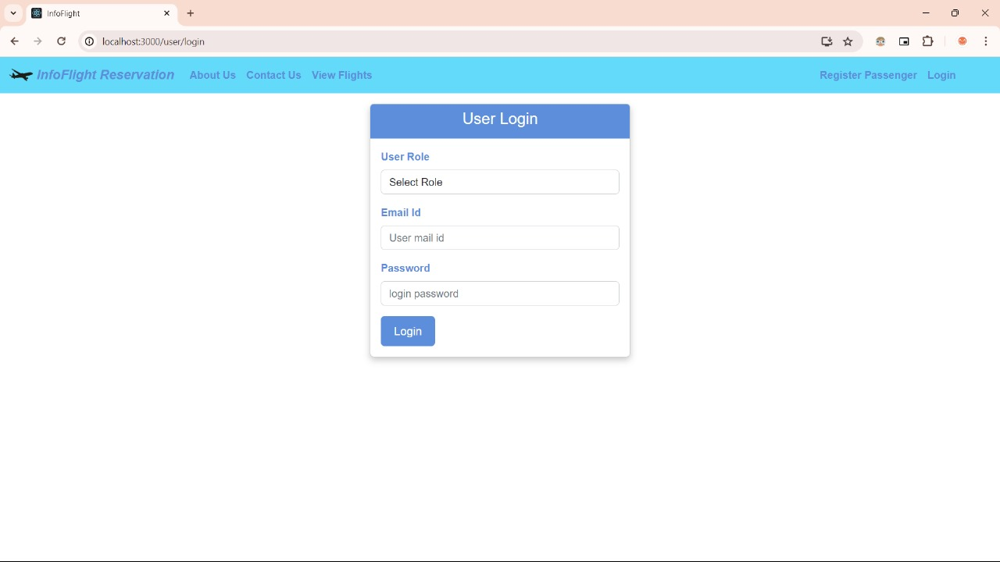 InfoFlight
localhost:3000/user/login
InfoFlight Reservation About Us Contact Us View Flights Register Passenger Login
User Login
User Role
Select Role
Email Id
User mail id
Password
login password
Login